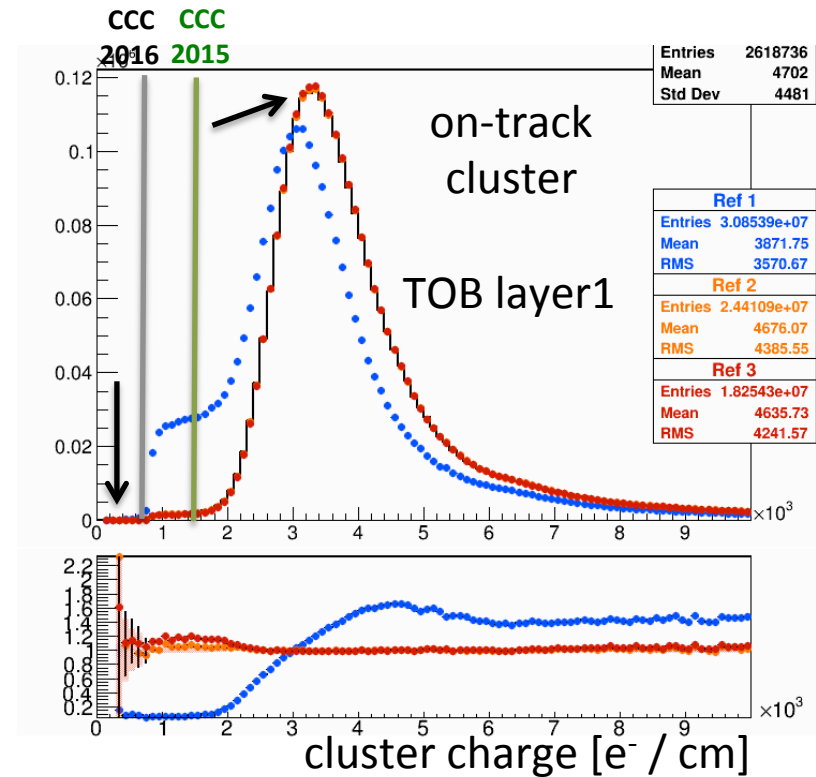 CCC CCC
2016 2015
×10⁶
Entries 2618736
Mean 4702
Std Dev 4481
0.12
on-track
cluster
0.1
Ref 1
Entries 3.08539e+07
Mean 3871.75
RMS 3570.67
0.08
Ref 2
Entries 2.44109e+07
Mean 4676.07
RMS 4385.55
0.06
TOB layer1
Ref 3
Entries 1.82543e+07
Mean 4635.73
RMS 4241.57
0.04
0.02
0
×10³
0 1 2 3 4 5 6 7 8 9
2.2
2
1.8
1.6
1.4
1.2
1
0.8
0.6
0.4
0.2
×10³
0 1 2 3 4 5 6 7 8 9
cluster charge [e⁻ / cm]